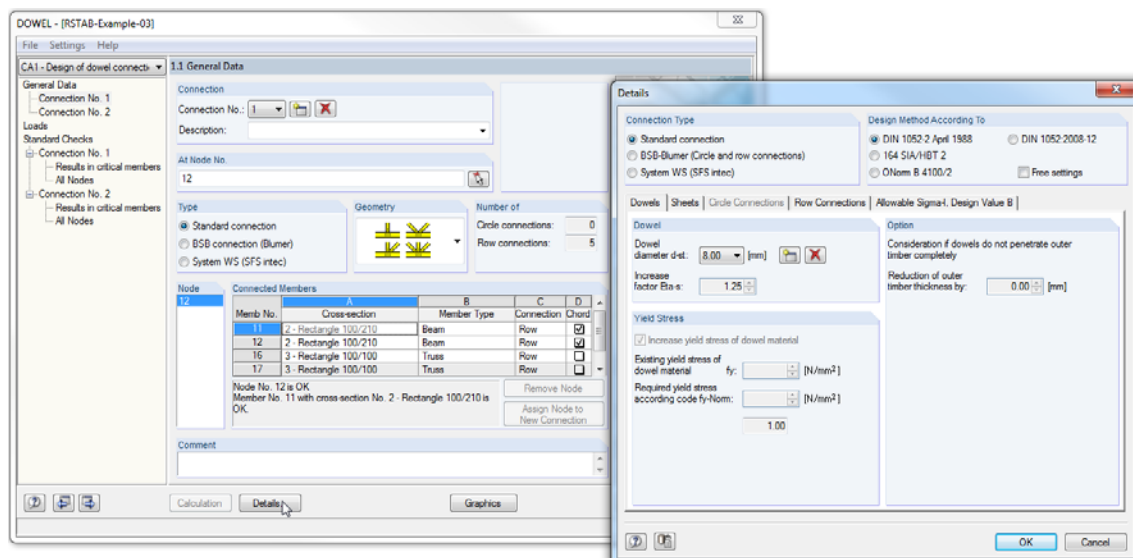 DOWEL - [RSTAB-Example-03]
File Settings Help
CA1 - Design of dowel connecti
General Data
Connection No. 1
Connection No. 2
Loads
Standard Checks
Connection No. 1
Results in critical members
All Nodes
Connection No. 2
Results in critical members
All Nodes
1.1 General Data
Connection
Connection No.: 1
Description:
At Node No.
12
Type
Standard connection
BSB connection (Blumer)
System WS (SFS intec)
Geometry
Number of
Circle connections: 0
Row connections: 5
Node
12
Connected Members
A B C D
Memb No. Cross-section Member Type Connection Chord
11 2 - Rectangle 100/210 Beam Row
12 2 - Rectangle 100/210 Beam Row
16 3 - Rectangle 100/100 Truss Row
17 3 - Rectangle 100/100 Truss Row
Node No. 12 is OK
Member No. 11 with cross-section No. 2 - Rectangle 100/210 is
OK.
Remove Node
Assign Node to
New Connection
Comment
Calculation Details Graphics
Details
Connection Type
Standard connection
BSB-Blumer (Circle and row connections)
System WS (SFS intec)
Design Method According To
DIN 1052-2 April 1988 DIN 1052:2008-12
164 SIA/HBT 2
ONorm B 4100/2 Free settings
Dowels Sheets Circle Connections Row Connections Allowable Sigma-l, Design Value B
Dowel
Dowel
diameter d-st: 8.00 [mm]
Increase
factor Eta-s: 1.25
Option
Consideration if dowels do not penetrate outer
timber completely
Reduction of outer
timber thickness by: 0.00 [mm]
Yield Stress
Increase yield stress of dowel material
Existing yield stress of
dowel material fy: [N/mm²]
Required yield stress
according code fy-Norm: [N/mm²]
1.00
OK Cancel